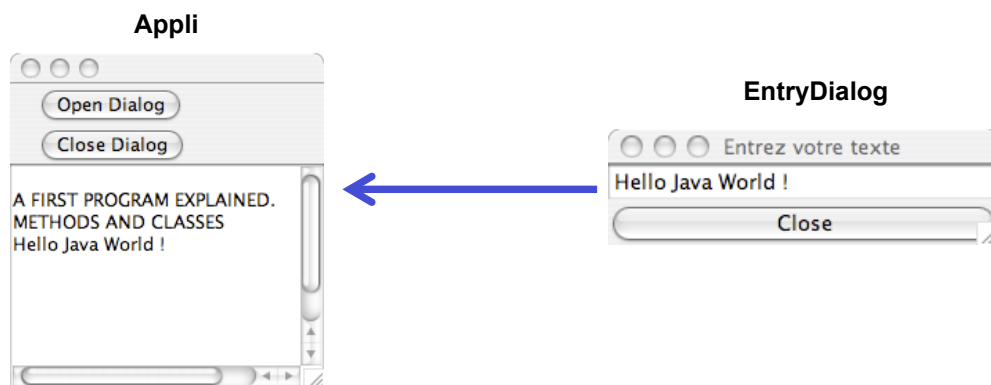 Appli
Open Dialog
Close Dialog
A FIRST PROGRAM EXPLAINED.
METHODS AND CLASSES
Hello Java World !
EntryDialog
Entrez votre texte
Hello Java World !
Close